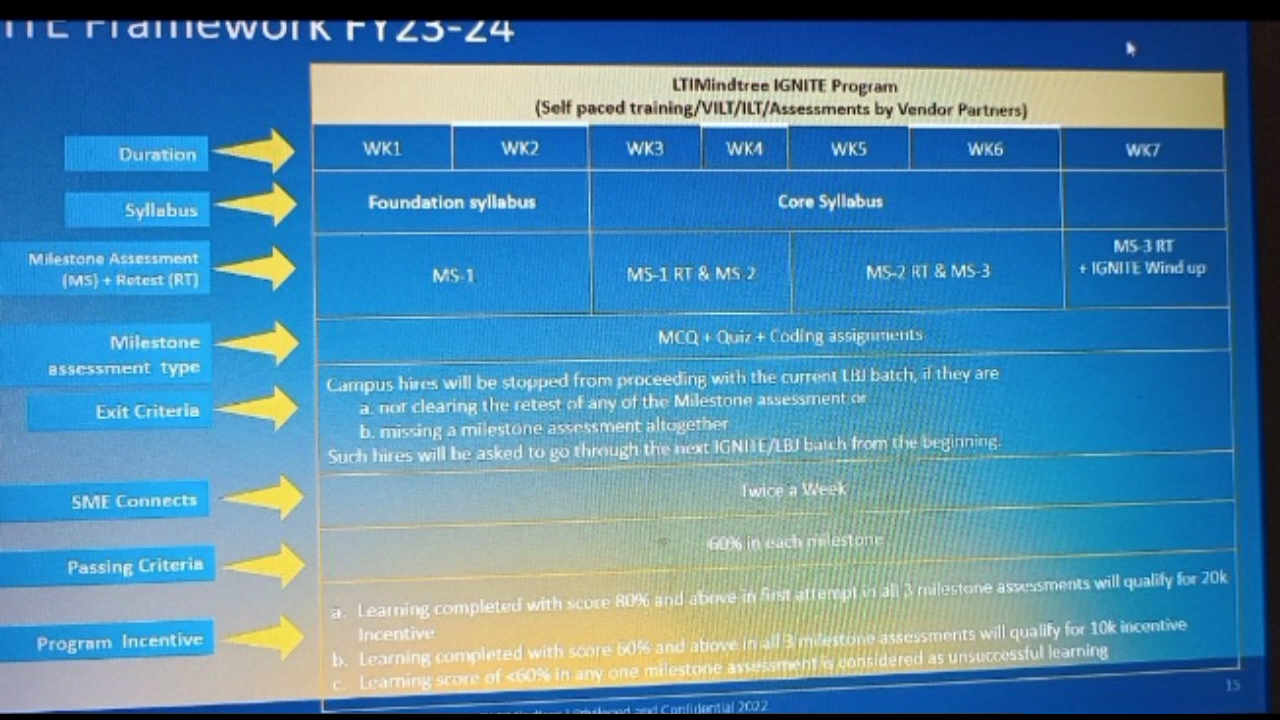 ITE Framework FY23-24
LTIMindtree IGNITE Program
(Self paced training/VILT/ILT/Assessments by Vendor Partners)
Duration
WK1 WK2 WK3 WK4 WK5 WK6 WK7
Syllabus
Foundation syllabus Core Syllabus
Milestone Assessment
(MS) + Retest (RT)
MS-1 MS-1 RT & MS-2 MS-2 RT & MS-3
MS-3 RT
+ IGNITE Wind up
Milestone
assessment type
MCQ + Quiz + Coding assignments
Exit Criteria
Campus hires will be stopped from proceeding with the current LBJ batch, if they are
a. not clearing the retest of any of the Milestone assessment or
b. missing a milestone assessment altogether
Such hires will be asked to go through the next IGNITE/LBJ batch from the beginning.
SME Connects
Twice a Week
Passing Criteria
60% in each milestone
Program Incentive
a. Learning completed with score 80% and above in first attempt in all 3 milestone assessments will qualify for 20k
Incentive
b. Learning completed with score 60% and above in all 3 milestone assessments will qualify for 10k incentive
c. Learning score of <60% in any one milestone assessment is considered as unsuccessful learning
and Confidential 2022
15